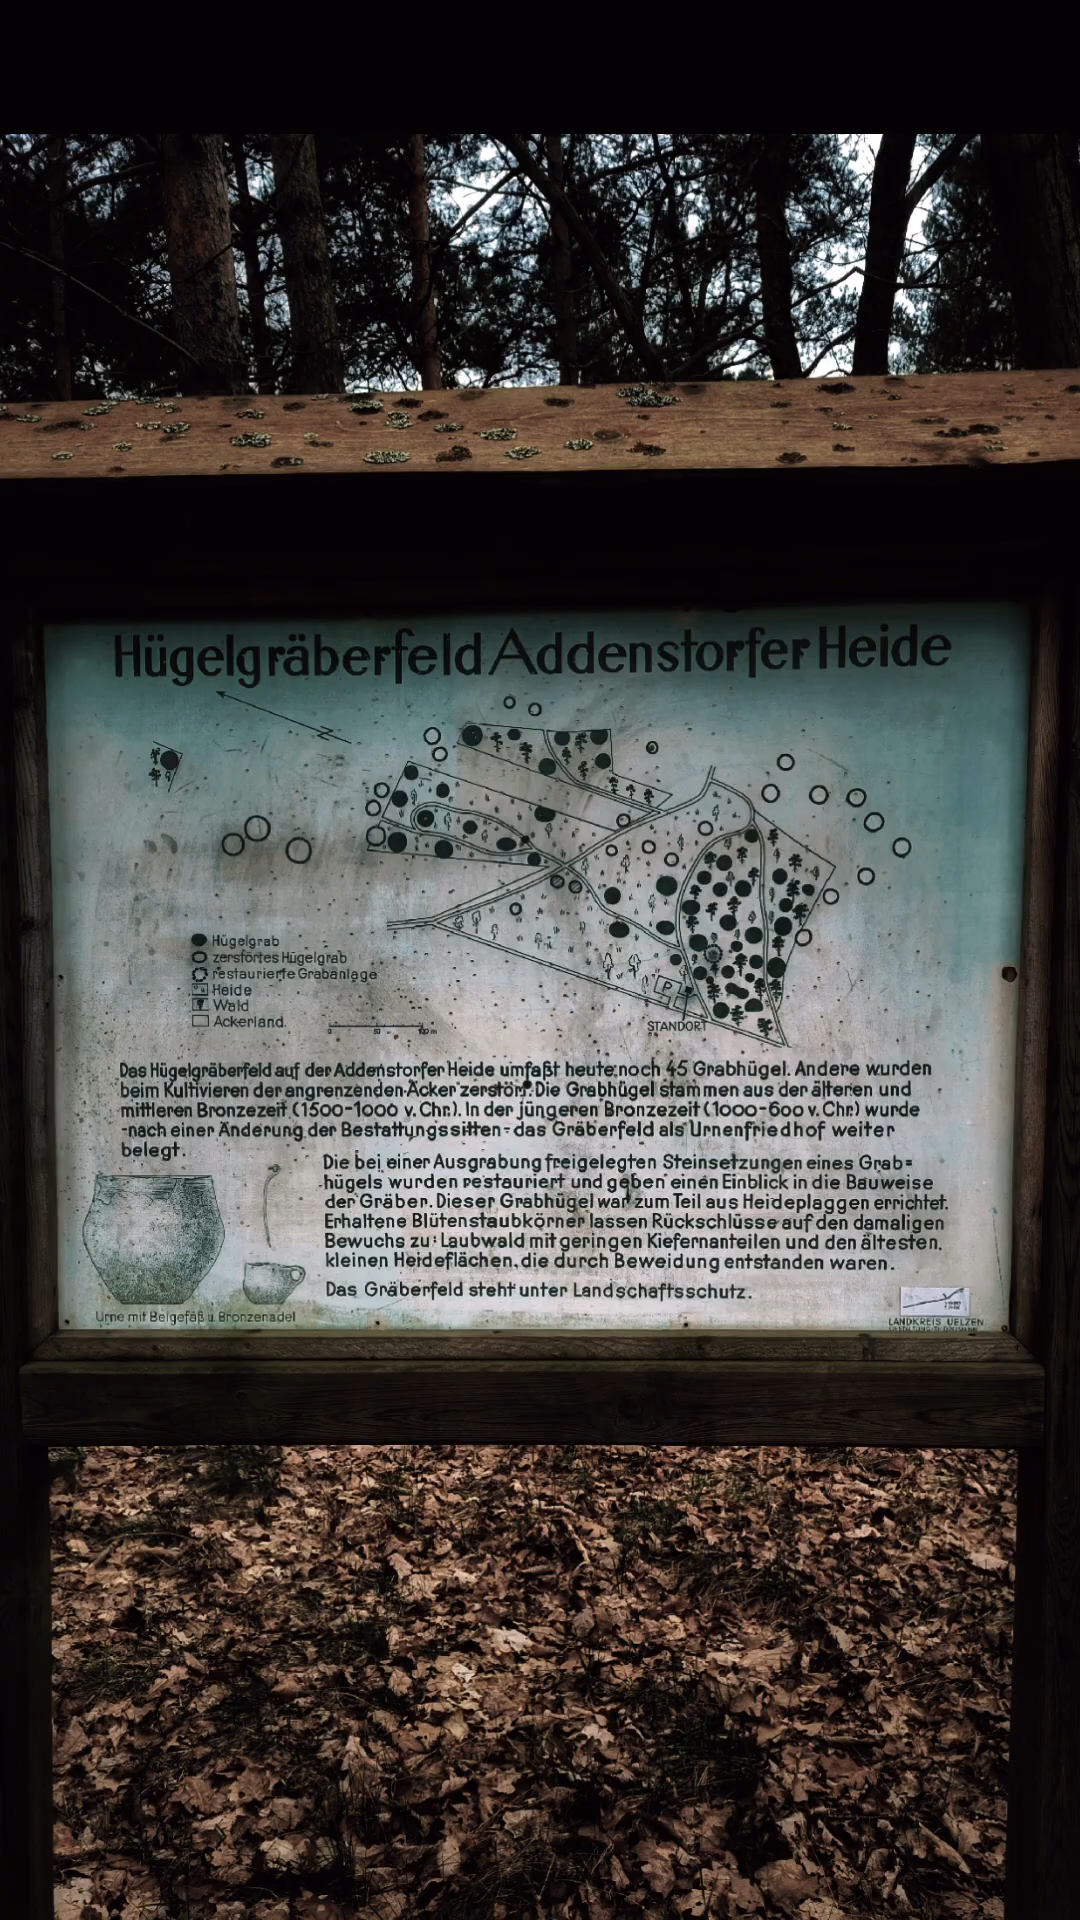 Hügelgräberfeld Addenstorfer Heide
Hügelgrab
zerstörtes Hügelgrab
restaurierte Grabanlage
Heide
Wald
Ackerland
0 50 100 m
P
STANDORT
Das Hügelgräberfeld auf der Addenstorfer Heide umfaßt heute noch 45 Grabhügel. Andere wurden
beim Kultivieren der angrenzenden Äcker zerstört. Die Grabhügel stammen aus der älteren und
mittleren Bronzezeit (1500-1000 v. Chr.). In der jüngeren Bronzezeit (1000-600 v. Chr.) wurde
-nach einer Änderung der Bestattungssitten- das Gräberfeld als Urnenfriedhof weiter
belegt.
Die bei einer Ausgrabung freigelegten Steinsetzungen eines Grab=
hügels wurden restauriert und geben einen Einblick in die Bauweise
der Gräber. Dieser Grabhügel war zum Teil aus Heideplaggen errichtet.
Erhaltene Blütenstaubkörner lassen Rückschlüsse auf den damaligen
Bewuchs zu: Laubwald mit geringen Kiefernanteilen und den ältesten,
kleinen Heideflächen, die durch Beweidung entstanden waren.
Das Gräberfeld steht unter Landschaftsschutz.
Urne mit Beigefäß u. Bronzenadel
LANDKREIS UELZEN